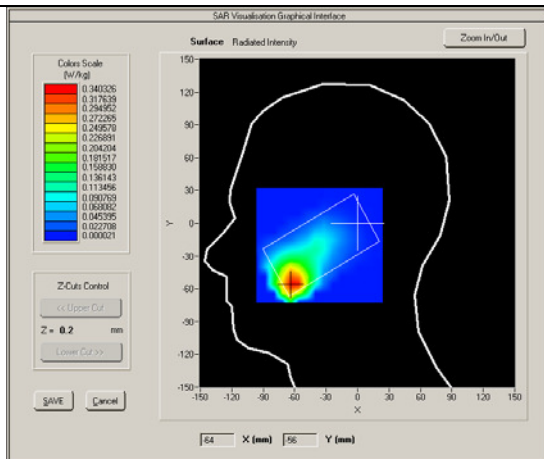 SAR Visualisation Graphical Interface
Surface Radiated Intensity
Zoom In/Out
Colors Scale
(W/kg)
0.340326
0.317639
0.294952
0.272265
0.249578
0.226891
0.204204
0.181517
0.158830
0.136143
0.113456
0.090769
0.068082
0.045395
0.022708
0.000021
Z-Cuts Control
<< Upper Cut
Z = 0.2 mm
Lower Cut >>
SAVE Cancel
150
120
90
60
30
0
-30
-60
-90
-120
-150
Y
-150 -120 -90 -60 -30 0 30 60 90 120 150
X
-64 X (mm) -56 Y (mm)